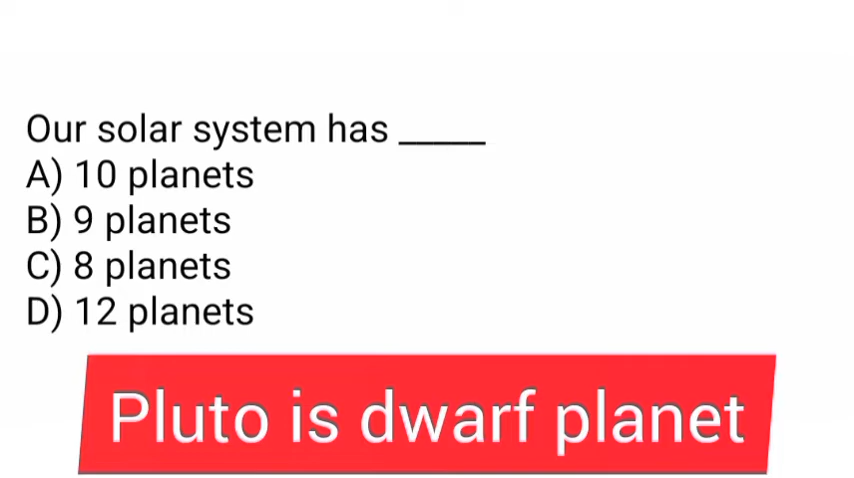 Our solar system has _____
A) 10 planets
B) 9 planets
C) 8 planets
D) 12 planets
Pluto is dwarf planet